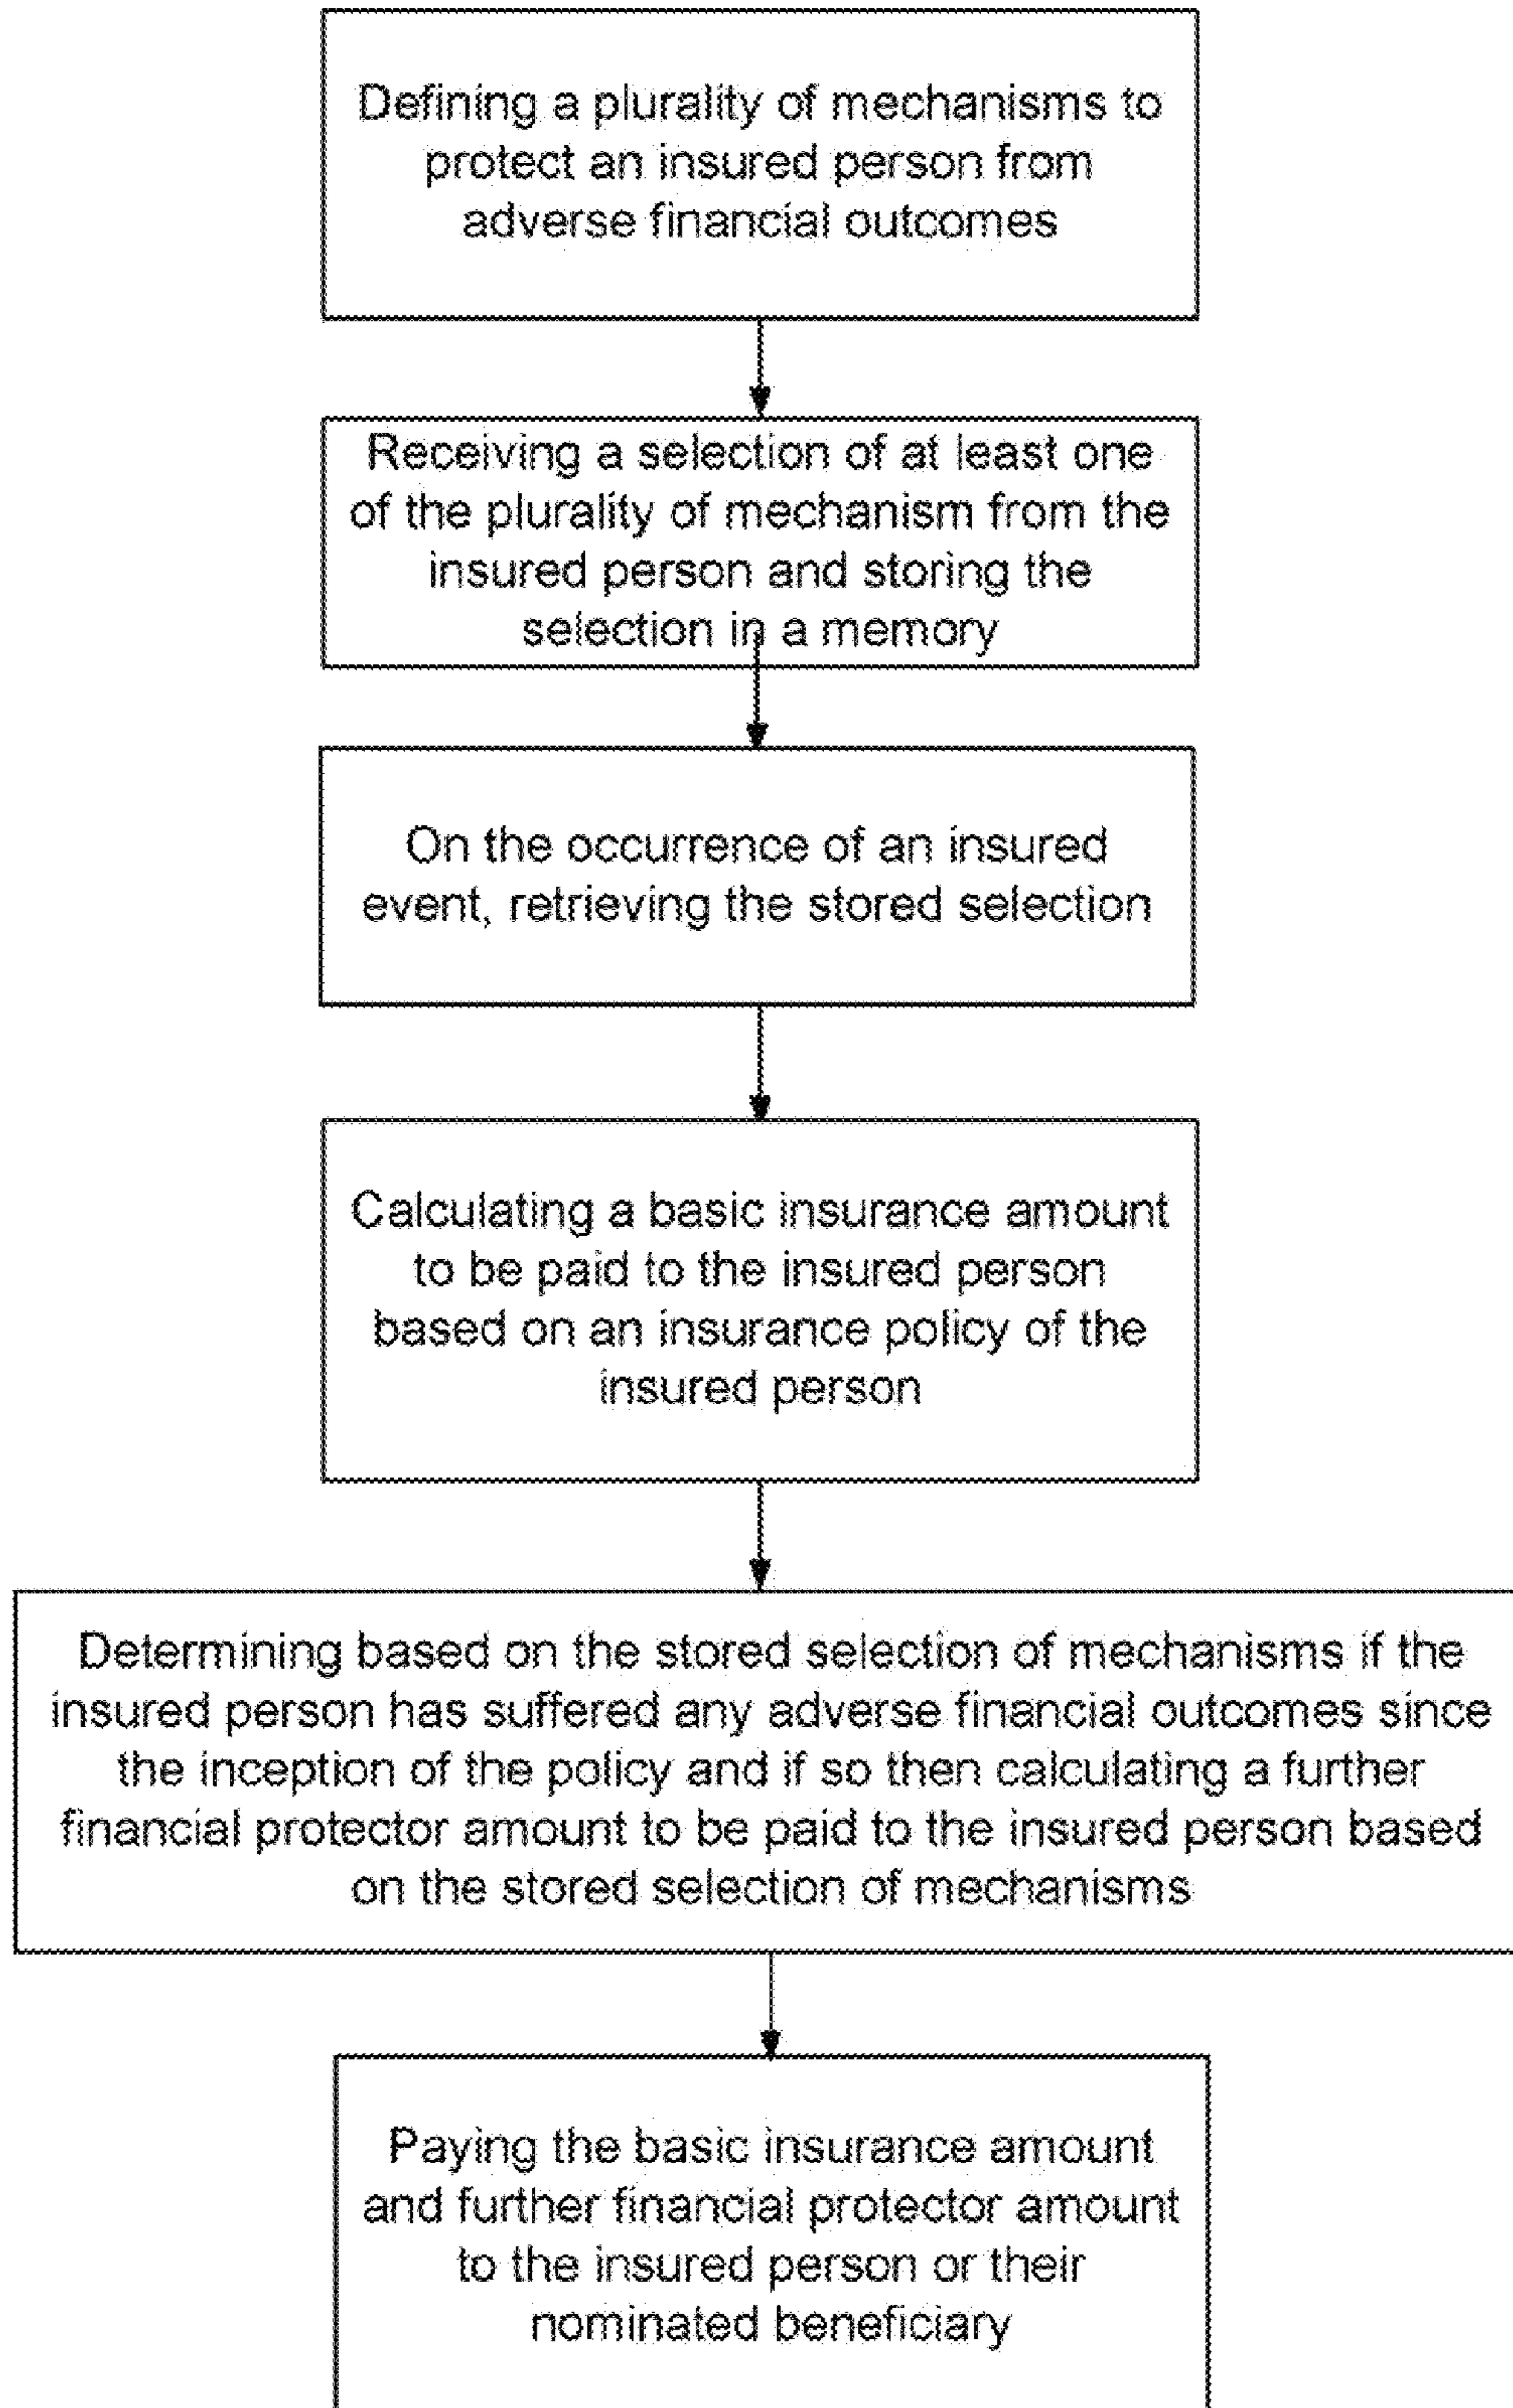 Defining a plurality of mechanisms to
protect an insured person from
adverse financial outcomes
Receiving a selection of at least one
of the plurality of mechanism from the
insured person and storing the
selection in a memory
On the occurrence of an insured
event, retrieving the stored selection
Calculating a basic insurance amount
to be paid to the insured person
based on an insurance policy of the
insured person
Determining based on the stored selection of mechanisms if the
insured person has suffered any adverse financial outcomes since
the inception of the policy and if so then calculating a further
financial protector amount to be paid to the insured person based
on the stored selection of mechanisms
Paying the basic insurance amount
and further financial protector amount
to the insured person or their
nominated beneficiary